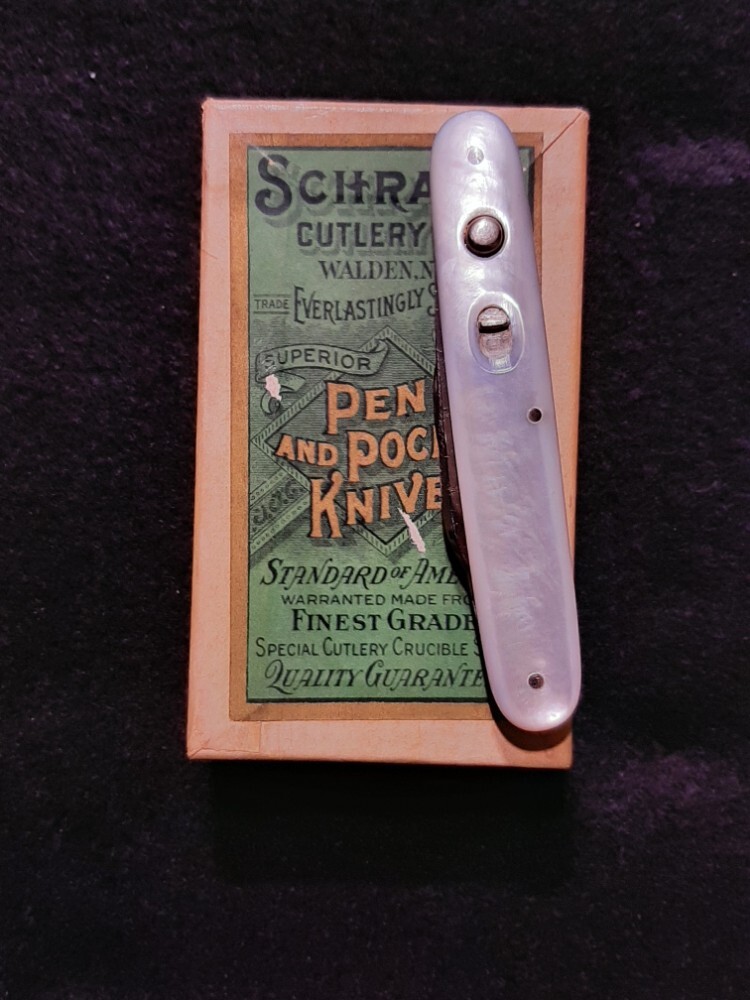 SCHRA
CUTLERY
WALDEN, N
TRADE EVERLASTINGLY S
SUPERIOR
PEN
AND POCK
KNIVE
STANDARD OF AME
WARRANTED MADE FRO
FINEST GRADE
SPECIAL CUTLERY CRUCIBLE S
QUALITY GUARANTE